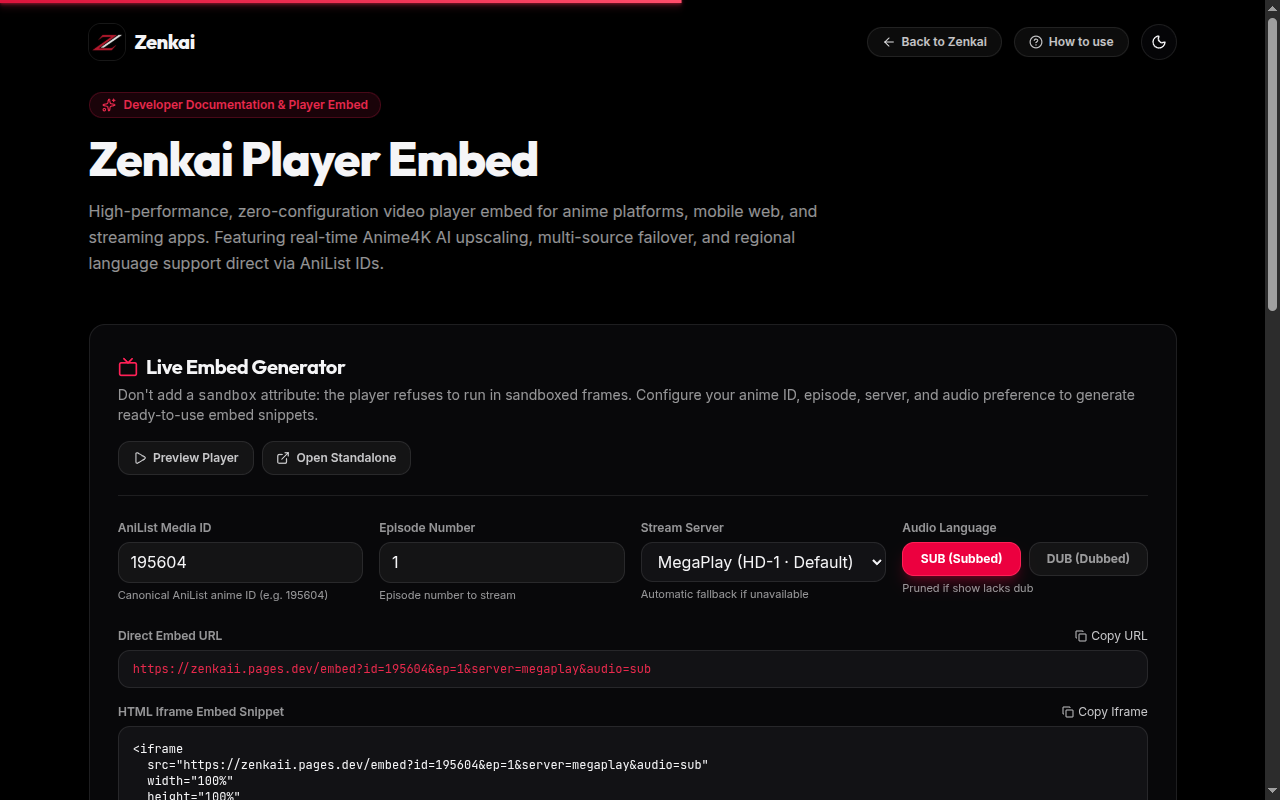 Zenkai
Back to Zenkai
How to use
Developer Documentation & Player Embed
Zenkai Player Embed
High-performance, zero-configuration video player embed for anime platforms, mobile web, and
streaming apps. Featuring real-time Anime4K AI upscaling, multi-source failover, and regional
language support direct via AniList IDs.
Live Embed Generator
Don't add a sandbox attribute: the player refuses to run in sandboxed frames. Configure your anime ID, episode, server, and audio preference to generate
ready-to-use embed snippets.
Preview Player
Open Standalone
AniList Media ID
195604
Canonical AniList anime ID (e.g. 195604)
Episode Number
1
Episode number to stream
Stream Server
MegaPlay (HD-1 · Default)
Automatic fallback if unavailable
Audio Language
SUB (Subbed)
DUB (Dubbed)
Pruned if show lacks dub
Direct Embed URL
Copy URL
https://zenkaii.pages.dev/embed?id=195604&ep=1&server=megaplay&audio=sub
HTML Iframe Embed Snippet
Copy Iframe
<iframe
src="https://zenkaii.pages.dev/embed?id=195604&ep=1&server=megaplay&audio=sub"
width="100%"
height="100%"